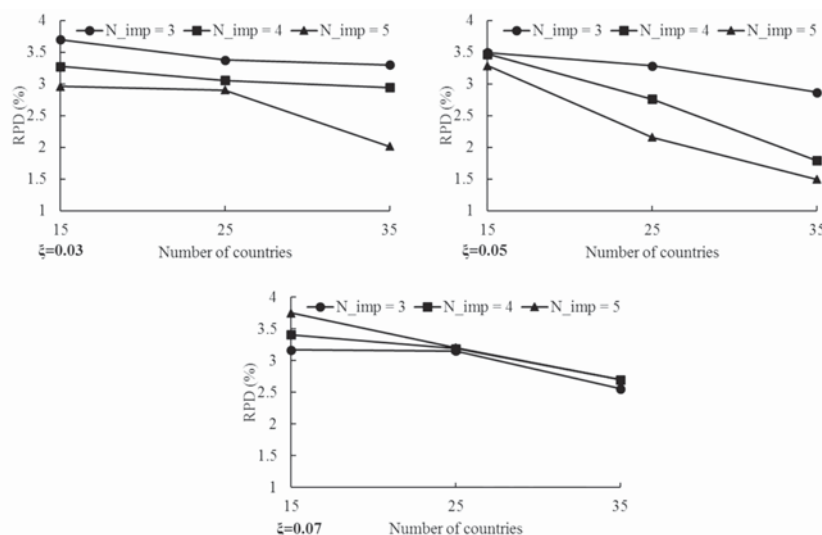 4
N_imp = 3 N_imp = 4 N_imp = 5
3.5
3
RPD (%)
2.5
2
1.5
1
15 25 35
ξ=0.03 Number of countries
4
N_imp = 3 N_imp = 4 N_imp = 5
3.5
3
RPD (%)
2.5
2
1.5
1
15 25 35
ξ=0.05 Number of countries
4
N_imp = 3 N_imp = 4 N_imp = 5
3.5
3
RPD (%)
2.5
2
1.5
1
15 25 35
ξ=0.07 Number of countries